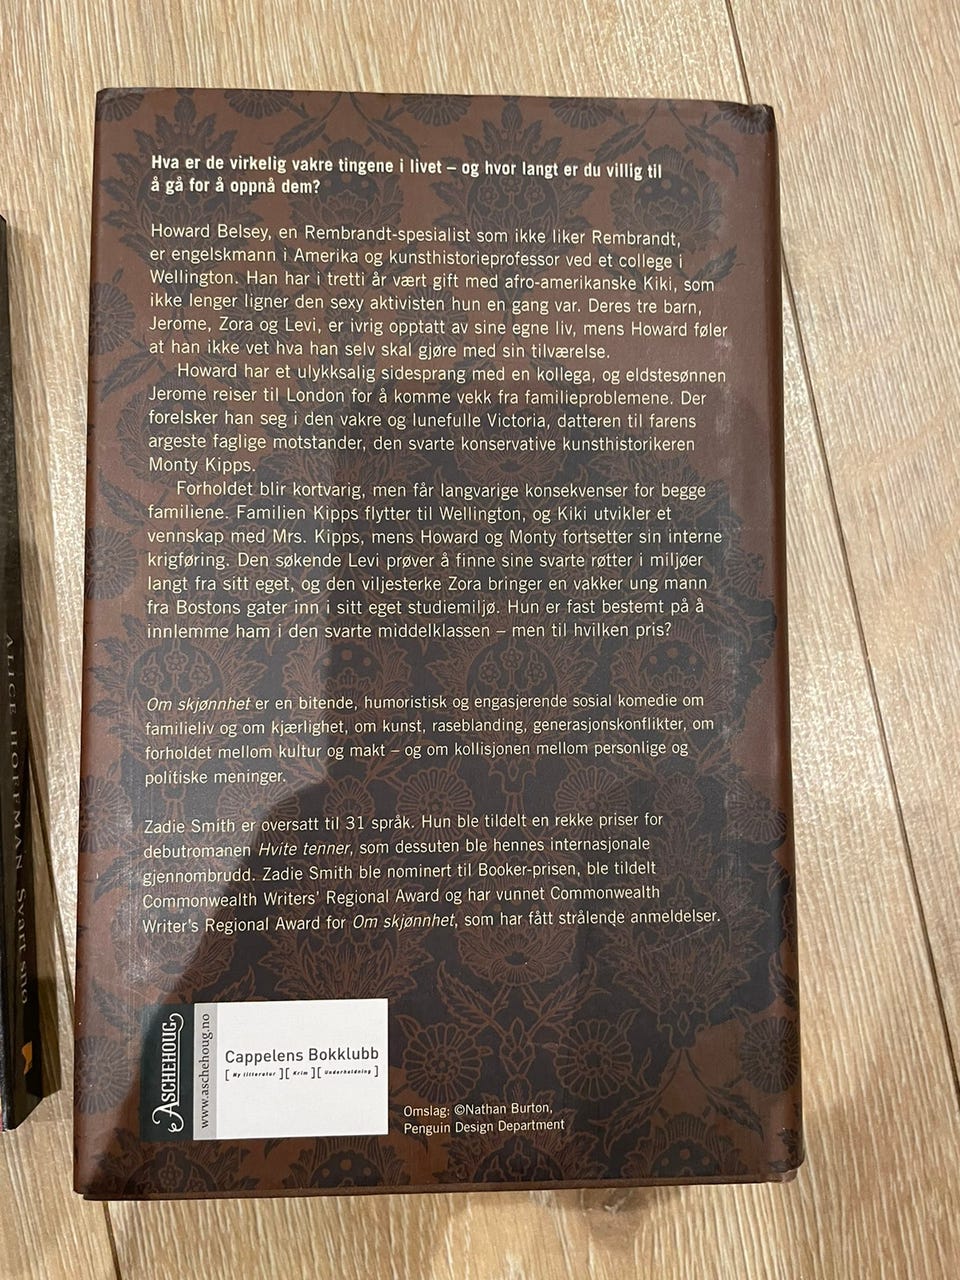 Hva er de virkelig vakre tingene i livet – og hvor langt er du villig til
å gå for å oppnå dem?
Howard Belsey, en Rembrandt-spesialist som ikke liker Rembrandt,
er engelskmann i Amerika og kunsthistorieprofessor ved et college i
Wellington. Han har i tretti år vært gift med afro-amerikanske Kiki, som
ikke lenger ligner den sexy aktivisten hun en gang var. Deres tre barn,
Jerome, Zora og Levi, er ivrig opptatt av sine egne liv, mens Howard føler
at han ikke vet hva han selv skal gjøre med sin tilværelse.
Howard har et ulykksalig sidesprang med en kollega, og eldstesønnen
Jerome reiser til London for å komme vekk fra familieproblemene. Der
forelsker han seg i den vakre og lunefulle Victoria, datteren til farens
argeste faglige motstander, den svarte konservative kunsthistorikeren
Monty Kipps.
Forholdet blir kortvarig, men får langvarige konsekvenser for begge
familiene. Familien Kipps flytter til Wellington, og Kiki utvikler et
vennskap med Mrs. Kipps, mens Howard og Monty fortsetter sin interne
krigføring. Den søkende Levi prøver å finne sine svarte røtter i miljøer
langt fra sitt eget, og den viljesterke Zora bringer en vakker ung mann
fra Bostons gater inn i sitt eget studiemiljø. Hun er fast bestemt på å
innlemme ham i den svarte middelklassen – men til hvilken pris?
Om skjønnhet er en bitende, humoristisk og engasjerende sosial komedie om
familieliv og om kjærlighet, om kunst, raseblanding, generasjonskonflikter, om
forholdet mellom kultur og makt – og om kollisjonen mellom personlige og
politiske meninger.
Zadie Smith er oversatt til 31 språk. Hun ble tildelt en rekke priser for
debutromanen Hvite tenner, som dessuten ble hennes internasjonale
gjennombrudd. Zadie Smith ble nominert til Booker-prisen, ble tildelt
Commonwealth Writers' Regional Award og har vunnet Commonwealth
Writer's Regional Award for Om skjønnhet, som har fått strålende anmeldelser.
ASCHEHOUG
www.aschehoug.no
Cappelens Bokklubb
[ Ny litteratur ][ Krim ][ Underholdning ]
Omslag: ©Nathan Burton,
Penguin Design Department
ALICE HOFFMANN Svart snø